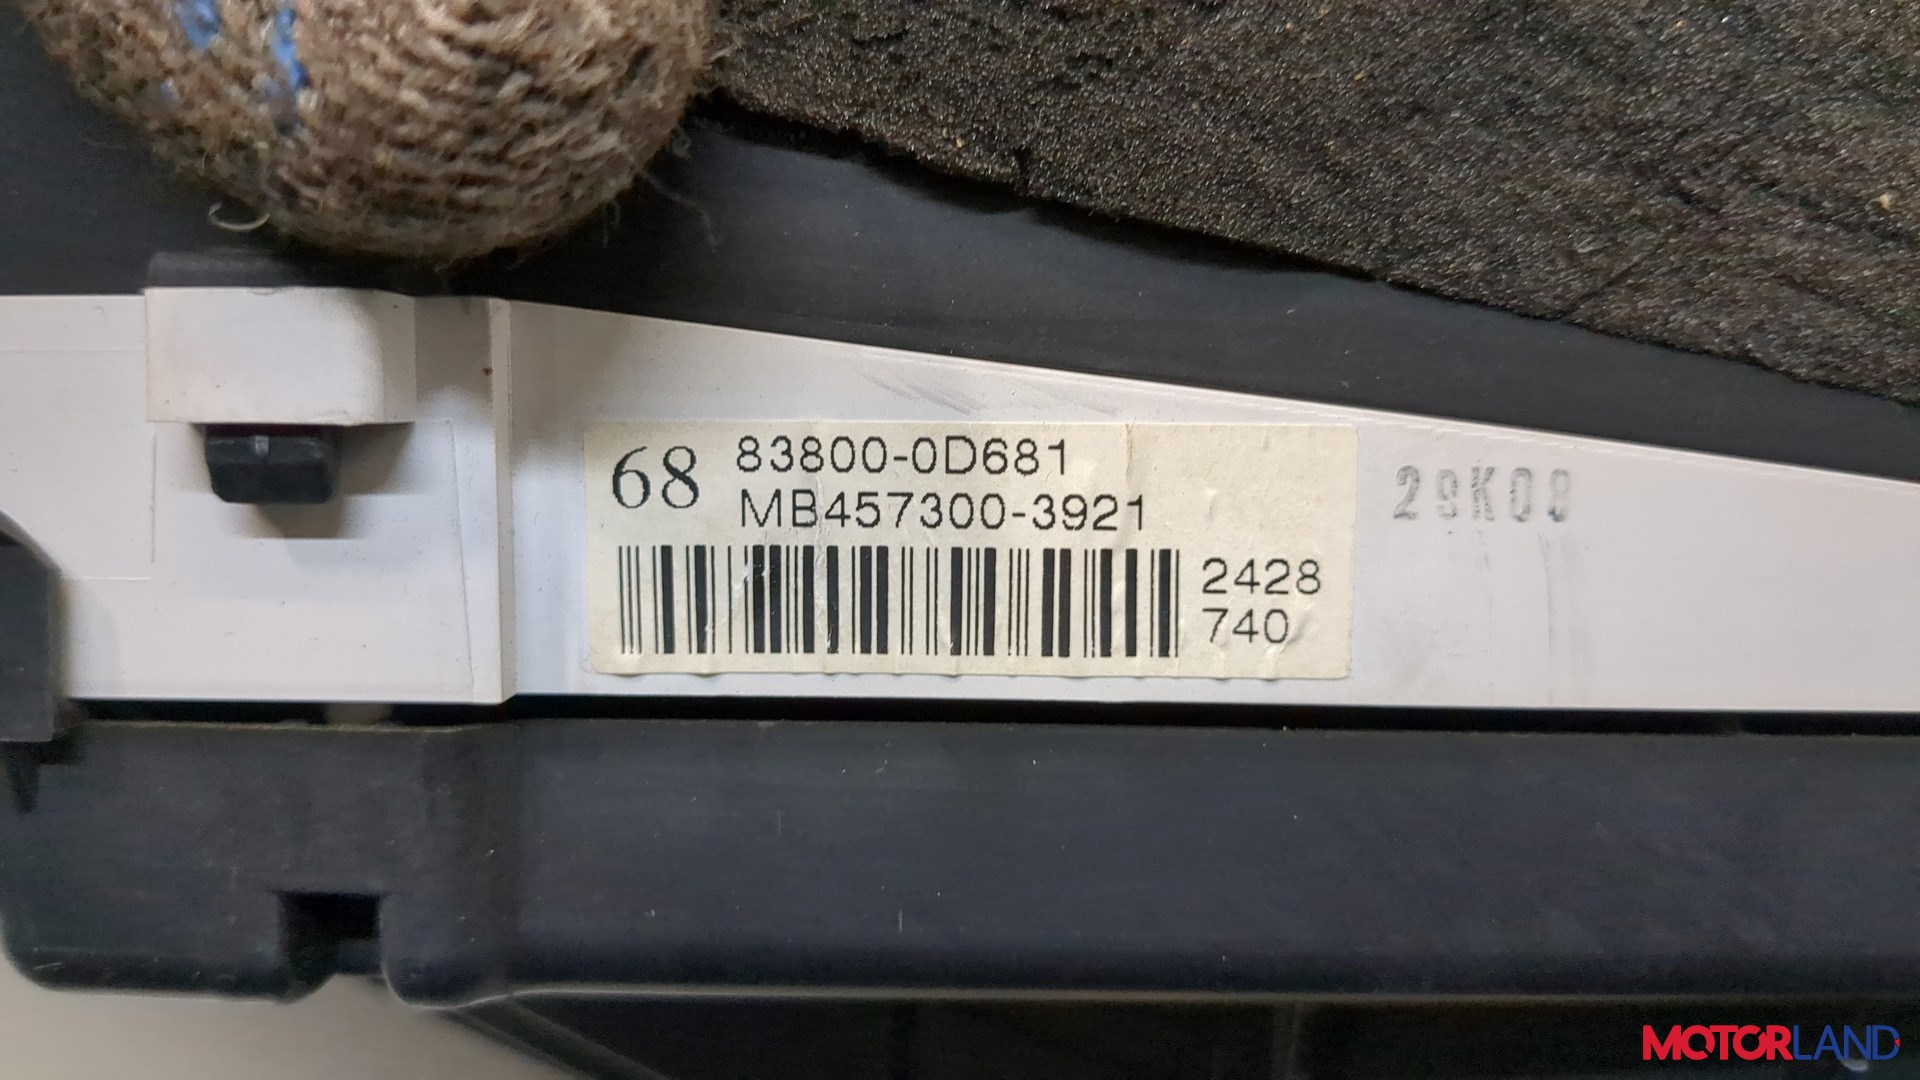 68
83800-0D681
MB457300-3921
2428
740
29K08
MOTORLAND